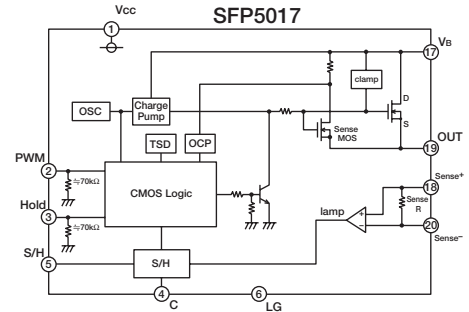 SFP5017
Vcc
1
VB
17
clamp
OSC
Charge
Pump
D
S
Sense
MOS
OUT
19
TSD
OCP
PWM
2
≒70kΩ
CMOS Logic
Hold
3
≒70kΩ
Sense+
18
Iamp
+
−
Sense
R
20
Sense−
S/H
5
S/H
4
C
6
LG